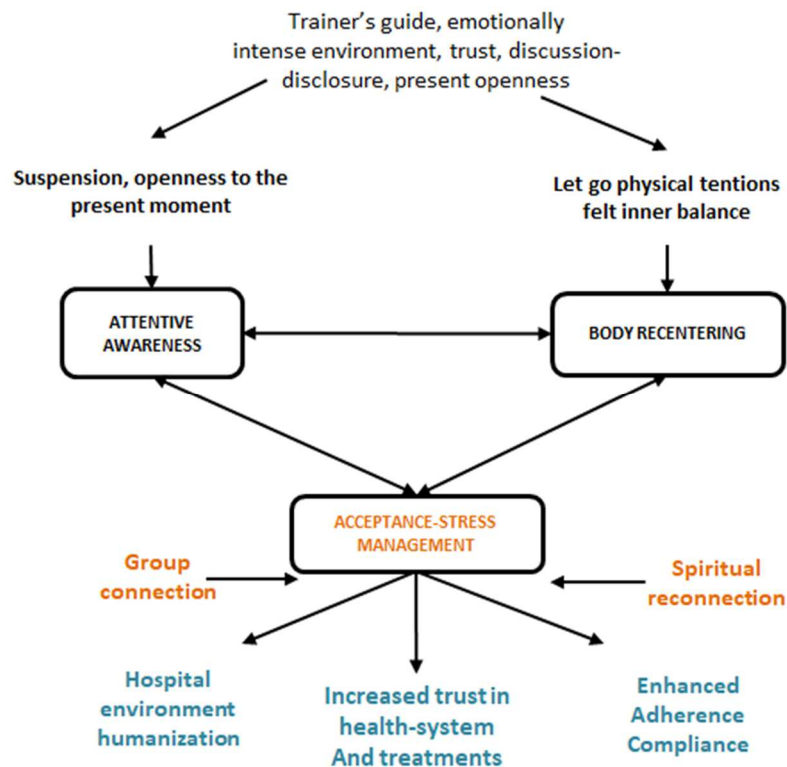 Trainer's guide, emotionally
intense environment, trust, discussion-
disclosure, present openness
Suspension, openness to the
present moment
Let go physical tentions
felt inner balance
ATTENTIVE
AWARENESS
BODY RECENTERING
ACCEPTANCE-STRESS
MANAGEMENT
Group
connection
Spiritual
reconnection
Hospital
environment
humanization
Increased trust in
health-system
And treatments
Enhanced
Adherence
Compliance